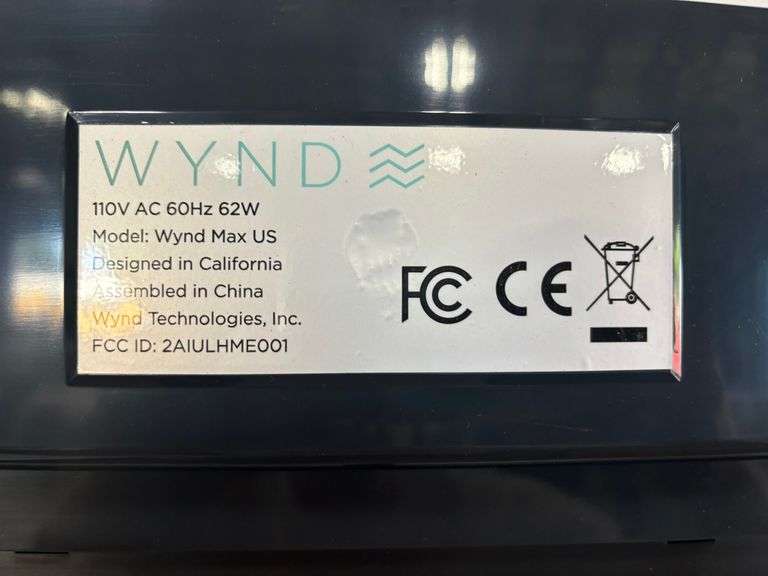 WYND
110V AC 60Hz 62W
Model: Wynd Max US
Designed in California
Assembled in China
Wynd Technologies, Inc.
FCC ID: 2AIULHME001
FC CE